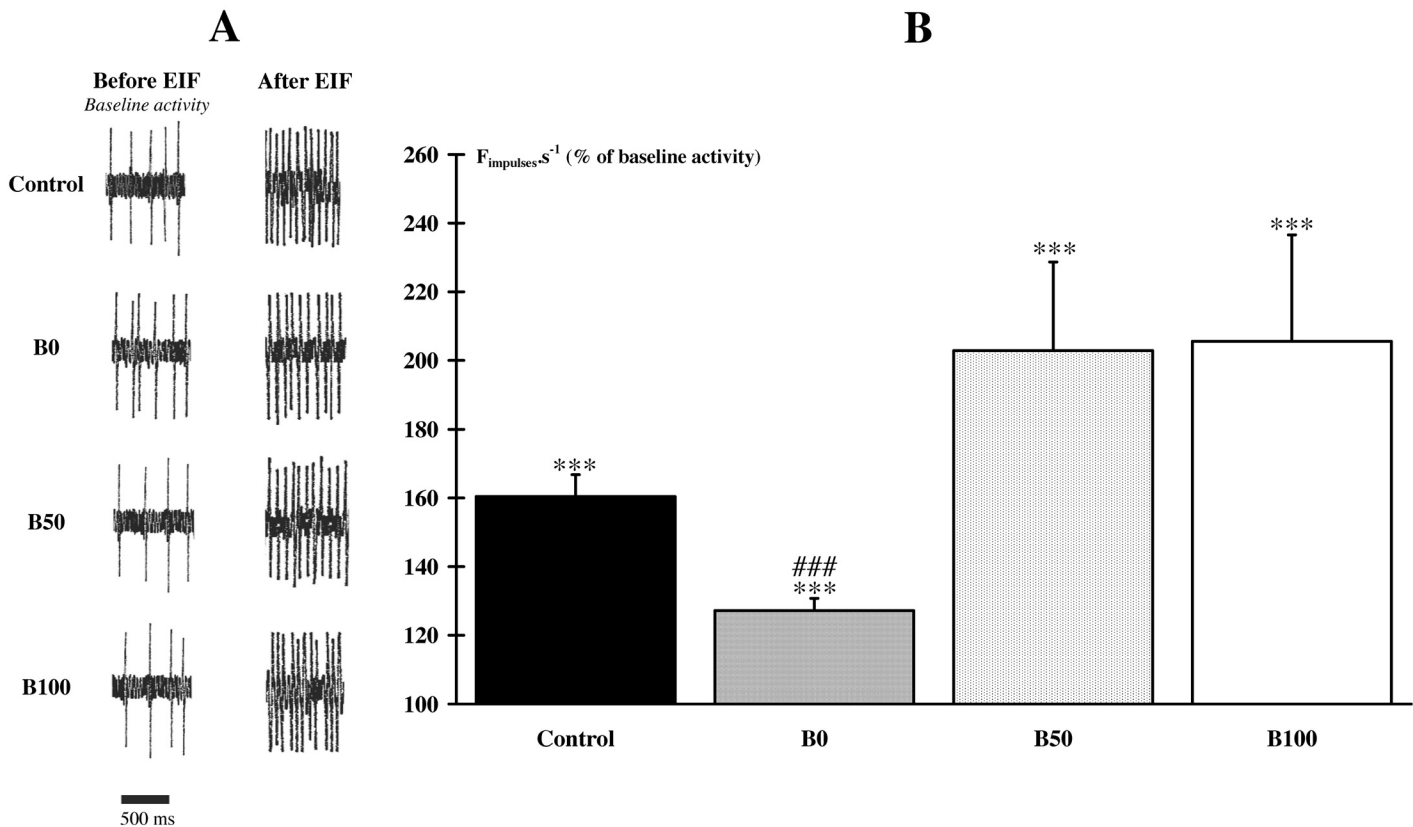 A
Before EIF
Baseline activity
After EIF
Control
B0
B50
B100
500 ms
B
F_impulses.s^-1 (% of baseline activity)
260
240
220
200
180
160
140
120
100
***
###
***
***
***
Control
B0
B50
B100